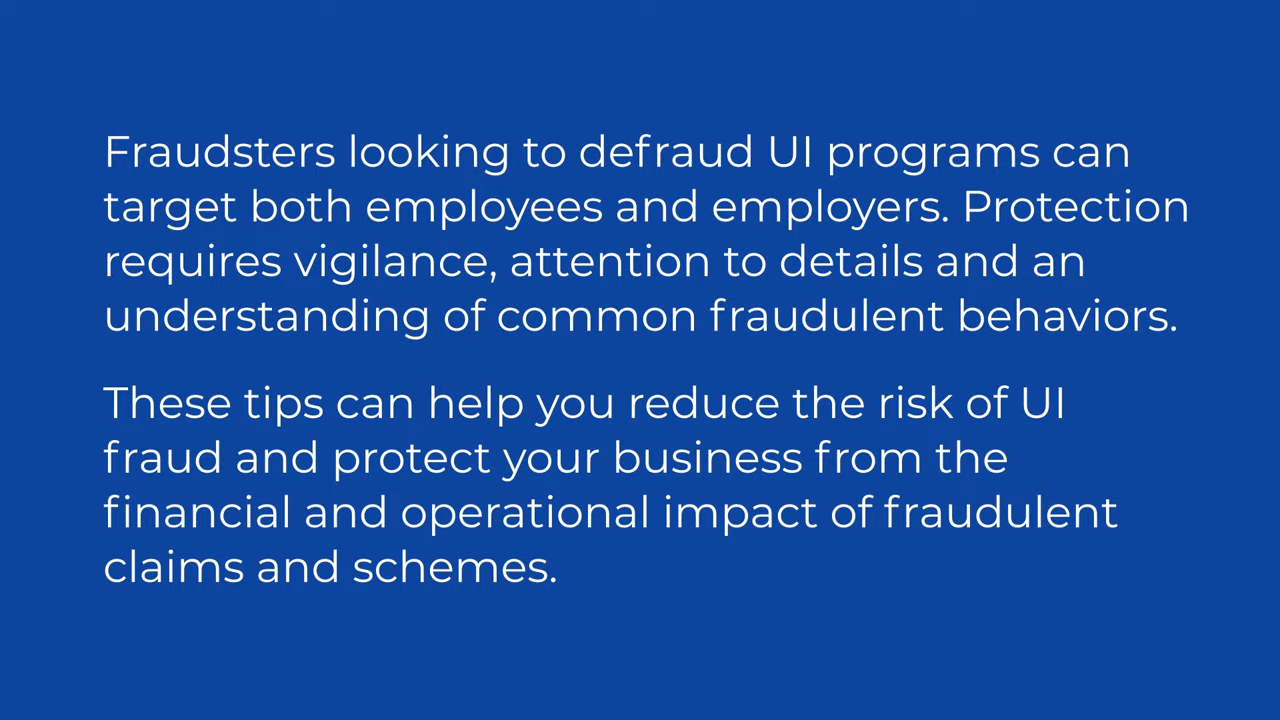 Fraudsters looking to defraud UI programs can
target both employees and employers. Protection
requires vigilance, attention to details and an
understanding of common fraudulent behaviors.
These tips can help you reduce the risk of UI
fraud and protect your business from the
financial and operational impact of fraudulent
claims and schemes.